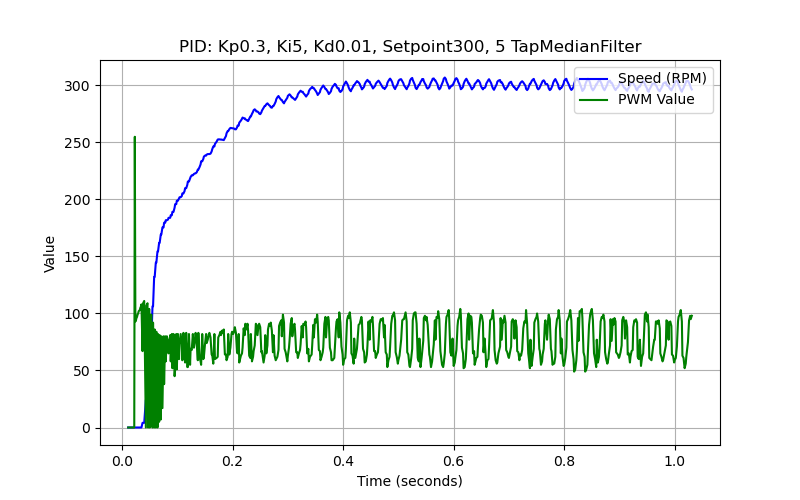 PID: Kp0.3, Ki5, Kd0.01, Setpoint300, 5 TapMedianFilter
Speed (RPM)
PWM Value
300
250
200
150
100
50
0
Value
0.0 0.2 0.4 0.6 0.8 1.0
Time (seconds)